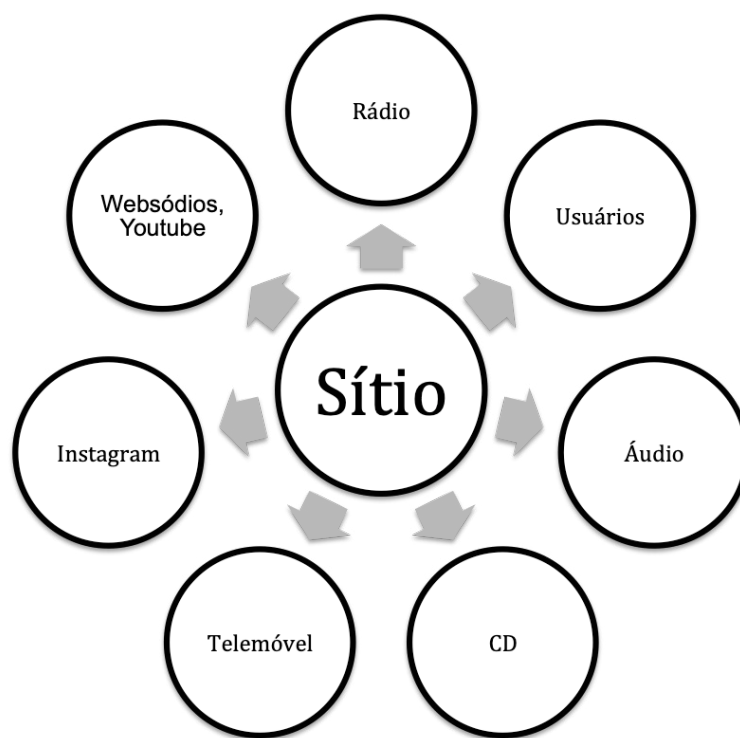 Rádio
Websódios,
Youtube
Usuários
Sítio
Instagram
Áudio
Telemóvel
CD